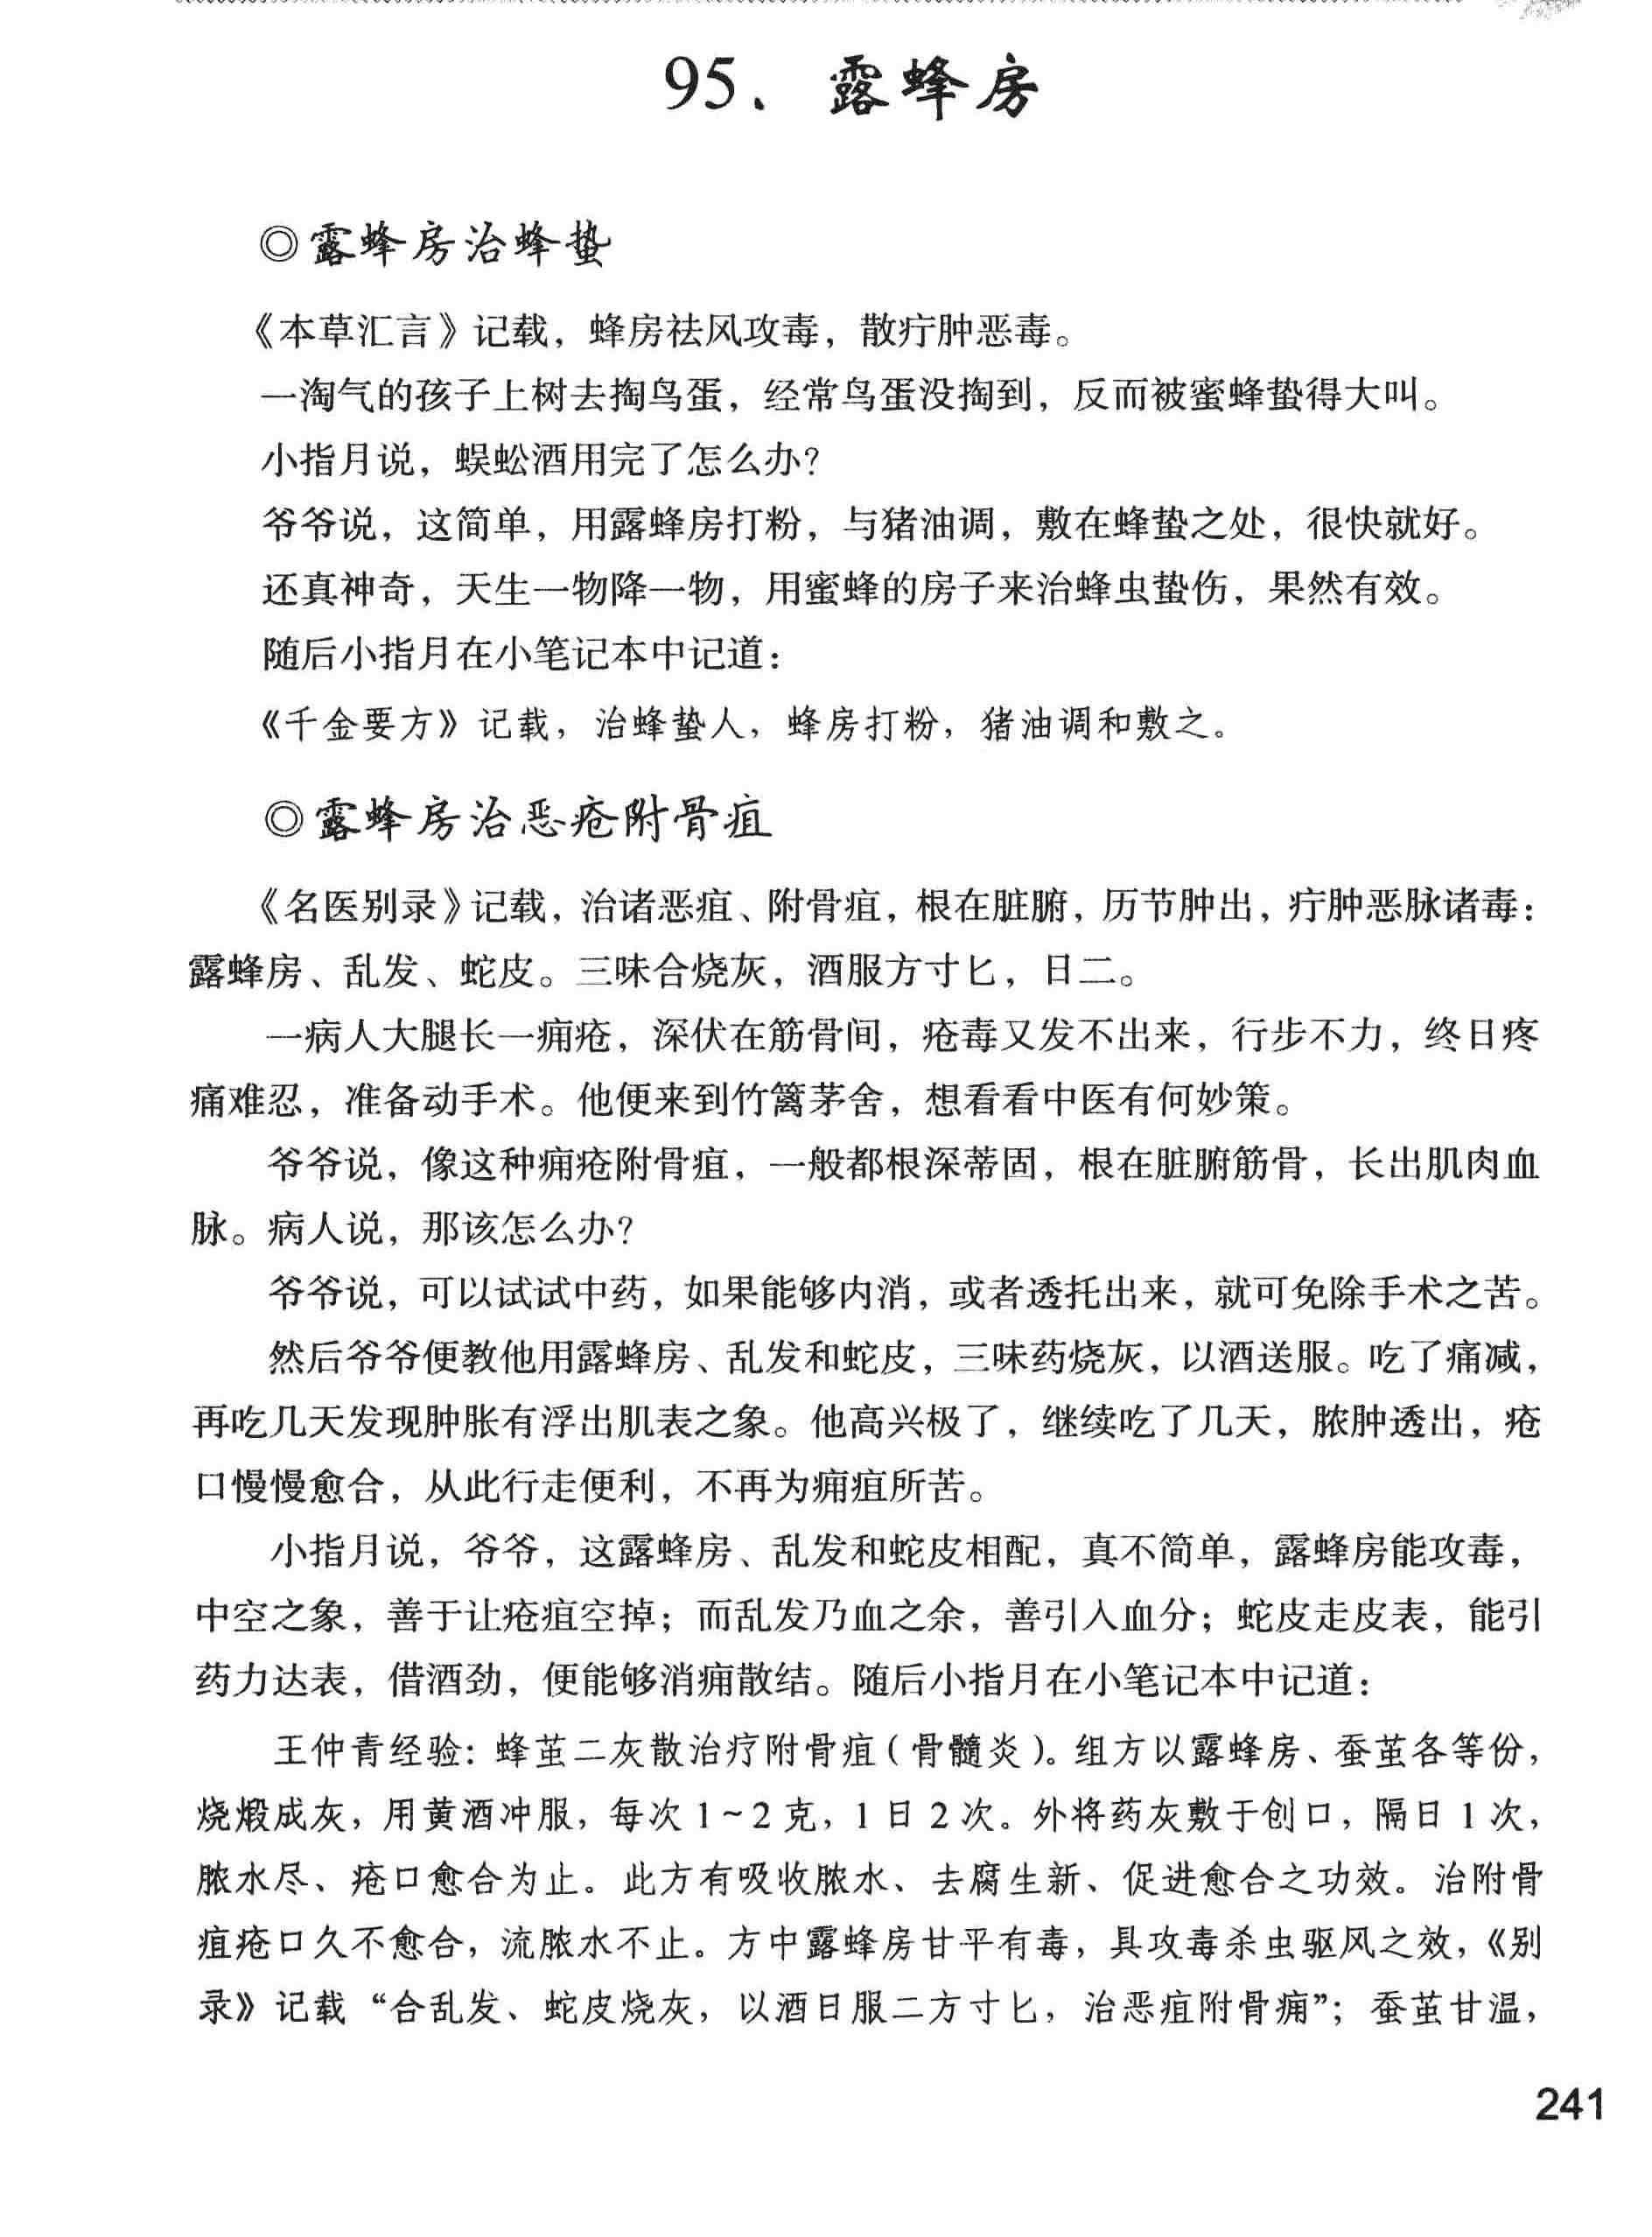 95、露蜂房
◎露蜂房治蜂蛰
《本草汇言》记载，蜂房祛风攻毒，散疔肿恶毒。
一淘气的孩子上树去掏鸟蛋，经常鸟蛋没掏到，反而被蜜蜂蛰得大叫。
小指月说，蜈蚣酒用完了怎么办？
爷爷说，这简单，用露蜂房打粉，与猪油调，敷在蜂蛰之处，很快就好。
还真神奇，天生一物降一物，用蜜蜂的房子来治蜂虫蛰伤，果然有效。
随后小指月在小笔记本中记道：
《千金要方》记载，治蜂蛰人，蜂房打粉，猪油调和敷之。
◎露蜂房治恶疮附骨疽
《名医别录》记载，治诸恶疽、附骨疽，根在脏腑，历节肿出，疔肿恶脉诸毒：
露蜂房、乱发、蛇皮。三味合烧灰，酒服方寸匕，日二。
一病人大腿长一痈疮，深伏在筋骨间，疮毒又发不出来，行步不力，终日疼
痛难忍，准备动手术。他便来到竹篱茅舍，想看看中医有何妙策。
爷爷说，像这种痈疮附骨疽，一般都根深蒂固，根在脏腑筋骨，长出肌肉血
脉。病人说，那该怎么办？
爷爷说，可以试试中药，如果能够内消，或者透托出来，就可免除手术之苦。
然后爷爷便教他用露蜂房、乱发和蛇皮，三味药烧灰，以酒送服。吃了痛减，
再吃几天发现肿胀有浮出肌表之象。他高兴极了，继续吃了几天，脓肿透出，疮
口慢慢愈合，从此行走便利，不再为痈疽所苦。
小指月说，爷爷，这露蜂房、乱发和蛇皮相配，真不简单，露蜂房能攻毒，
中空之象，善于让疮疽空掉；而乱发乃血之余，善引入血分；蛇皮走皮表，能引
药力达表，借酒劲，便能够消痈散结。随后小指月在小笔记本中记道：
王仲青经验：蜂茧二灰散治疗附骨疽（骨髓炎）。组方以露蜂房、蚕茧各等份，
烧煅成灰，用黄酒冲服，每次1~2克，1日2次。外将药灰敷于创口，隔日1次，
脓水尽、疮口愈合为止。此方有吸收脓水、去腐生新、促进愈合之功效。治附骨
疽疮口久不愈合，流脓水不止。方中露蜂房甘平有毒，具攻毒杀虫驱风之效，《别
录》记载“合乱发、蛇皮烧灰，以酒日服二方寸匕，治恶疽附骨痈”；蚕茧甘温，
241